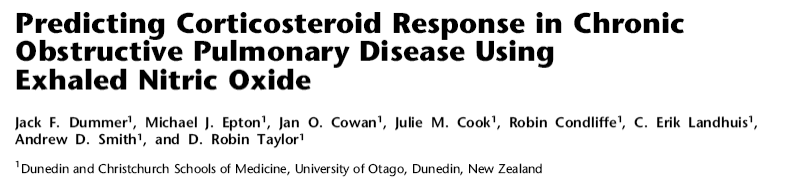 Predicting Corticosteroid Response in Chronic
Obstructive Pulmonary Disease Using
Exhaled Nitric Oxide
Jack F. Dummer¹, Michael J. Epton¹, Jan O. Cowan¹, Julie M. Cook¹, Robin Condliffe¹, C. Erik Landhuis¹,
Andrew D. Smith¹, and D. Robin Taylor¹
¹Dunedin and Christchurch Schools of Medicine, University of Otago, Dunedin, New Zealand